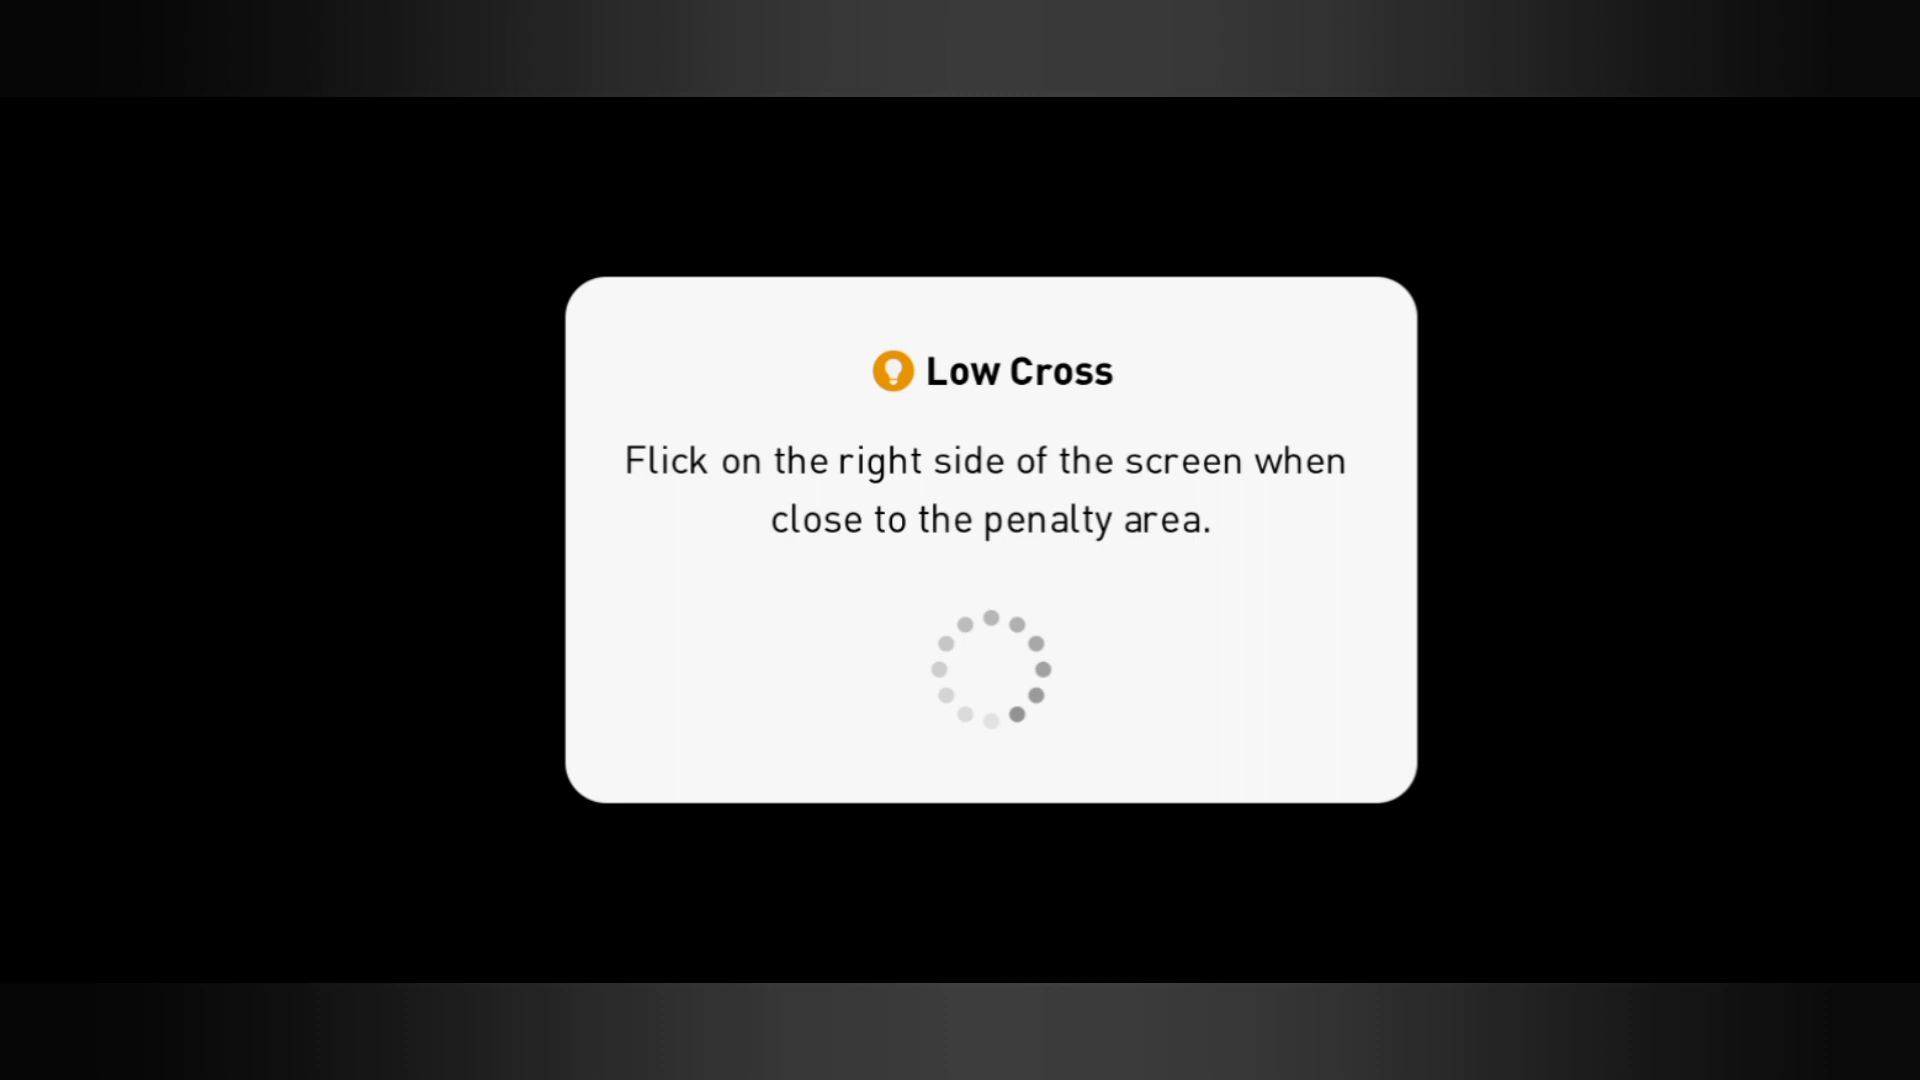 Low Cross
Flick on the right side of the screen when
close to the penalty area.